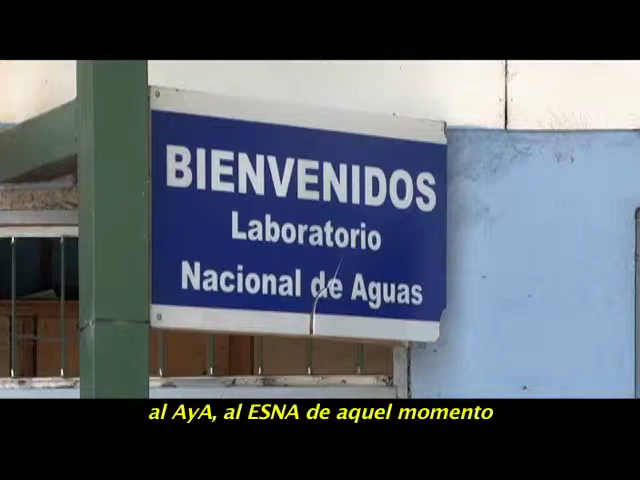 BIENVENIDOS
Laboratorio
Nacional de Aguas
al AyA, al ESNA de aquel momento